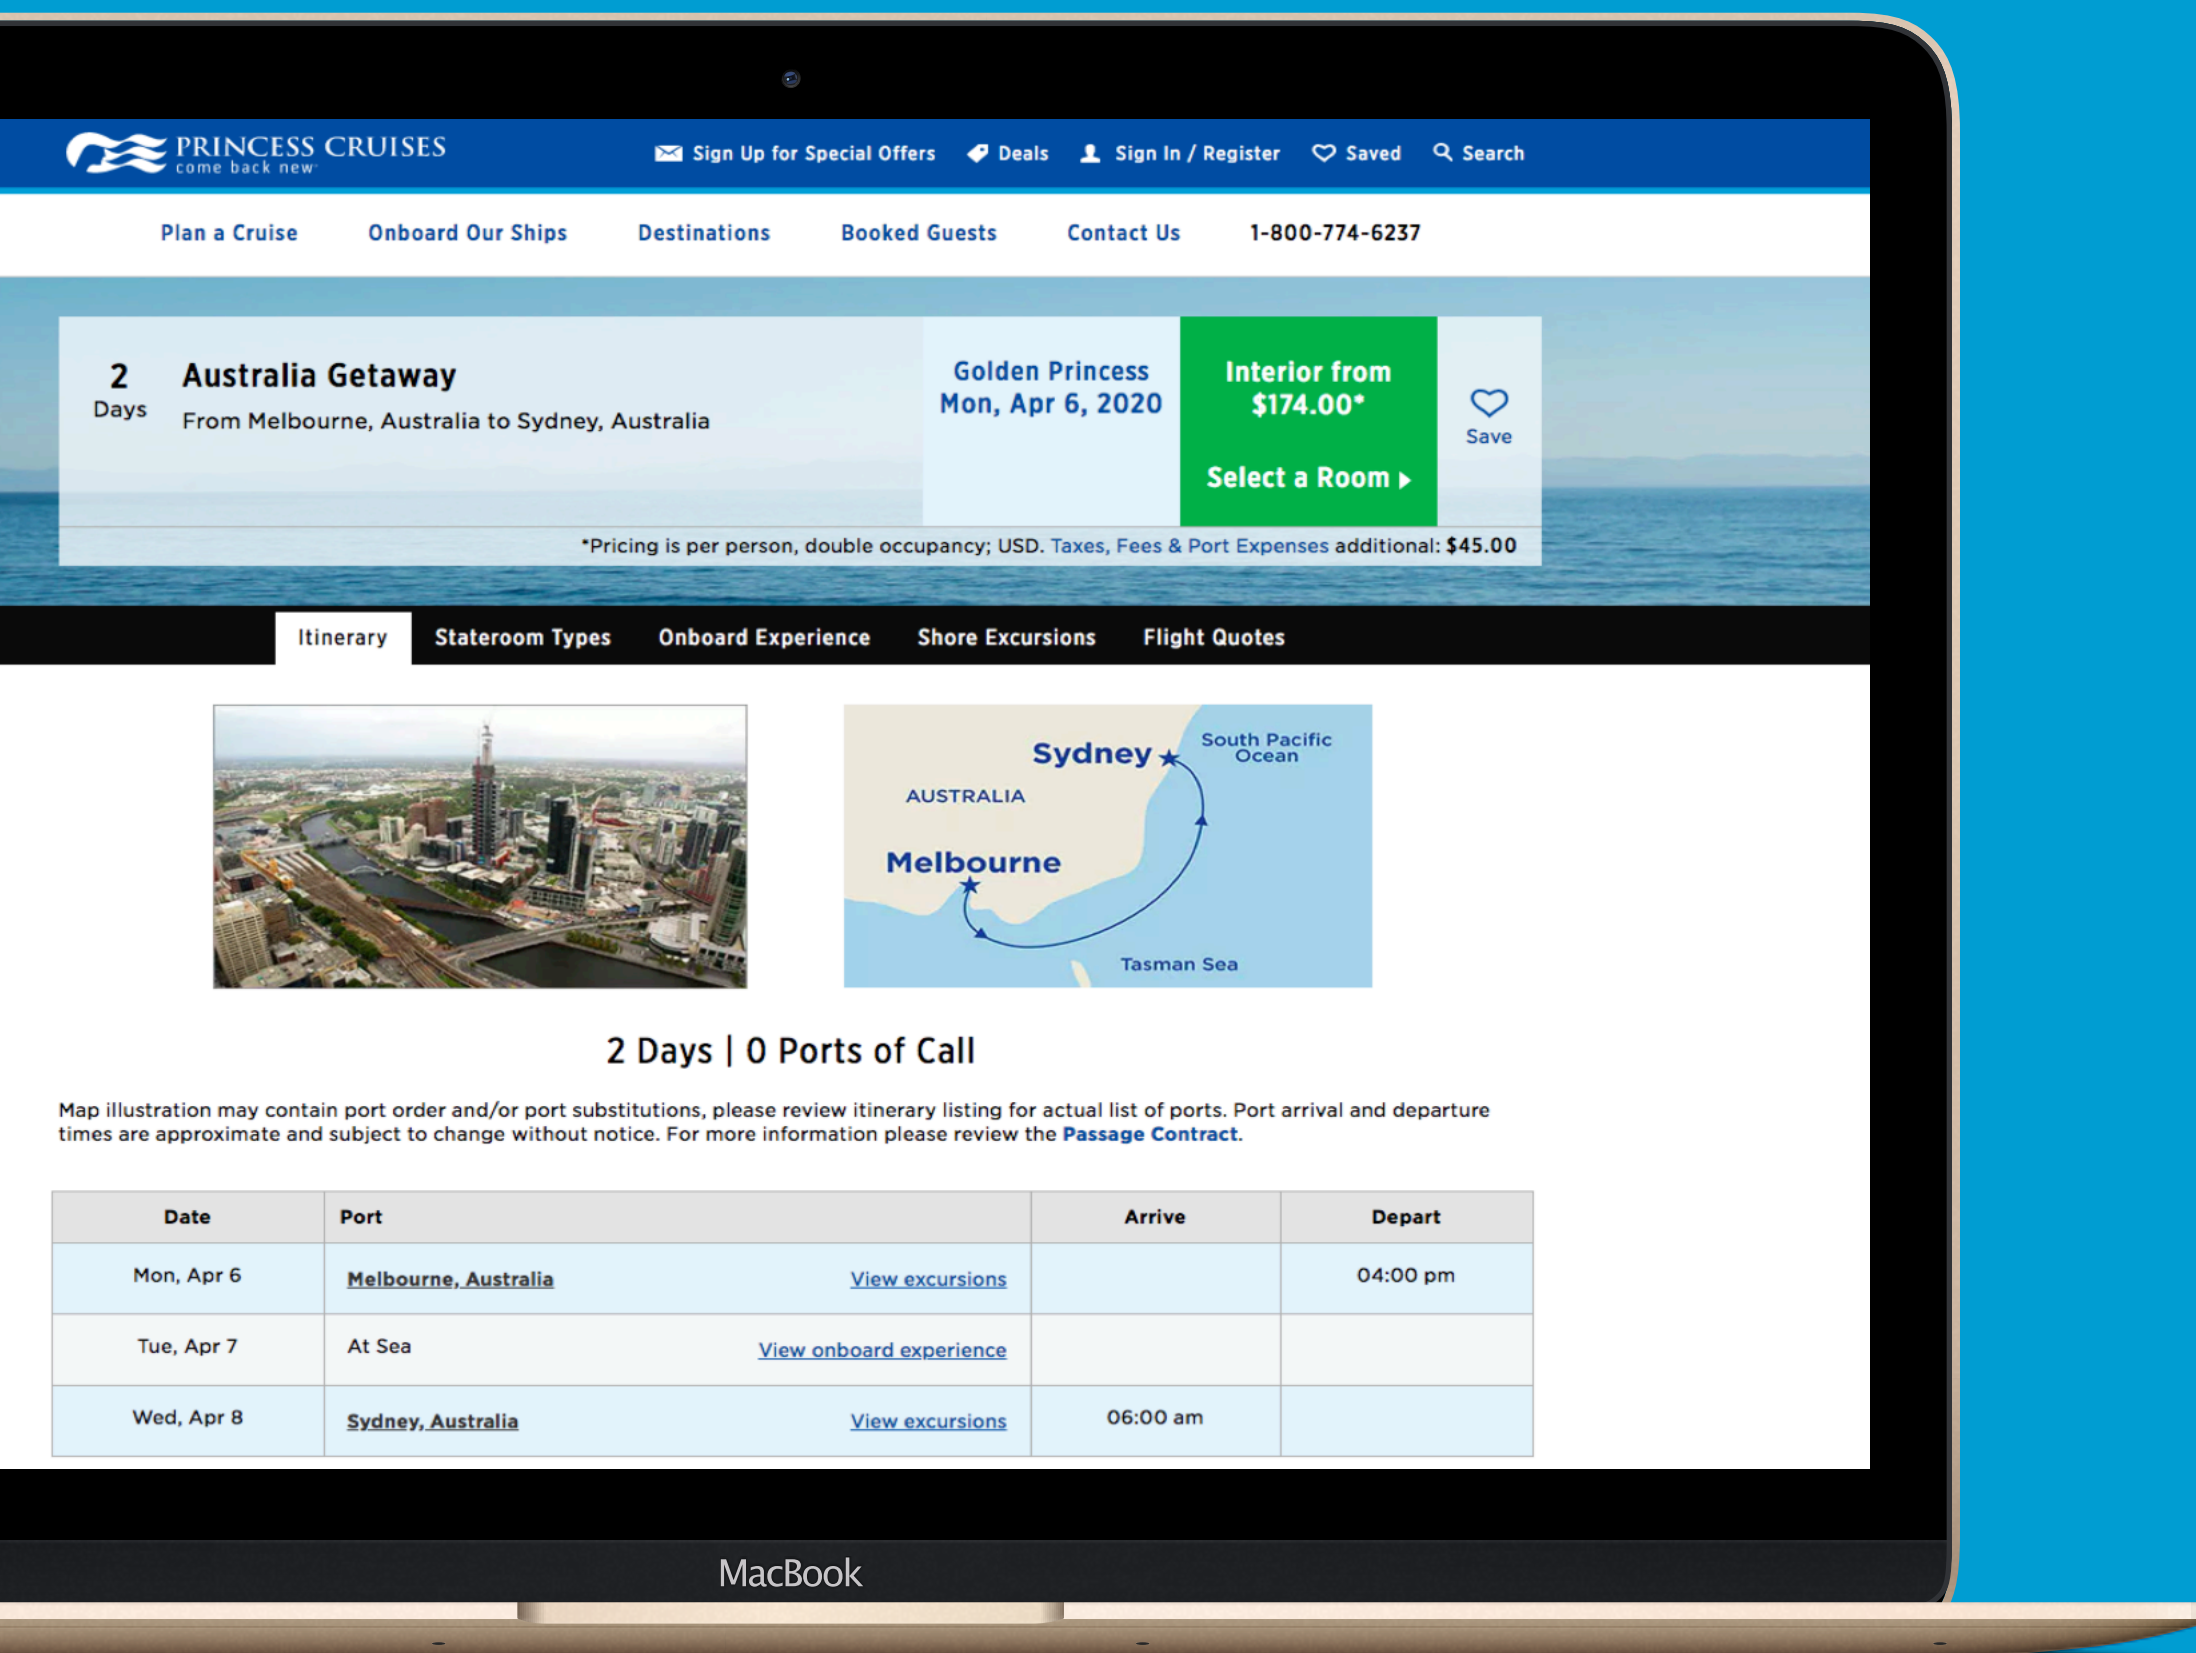 PRINCESS CRUISES
come back new
Sign Up for Special Offers
Deals
Sign In / Register
Saved
Search
Plan a Cruise
Onboard Our Ships
Destinations
Booked Guests
Contact Us
1-800-774-6237
2
Days
Australia Getaway
From Melbourne, Australia to Sydney, Australia
Golden Princess
Mon, Apr 6, 2020
Interior from
$174.00*
Select a Room
Save
*Pricing is per person, double occupancy; USD. Taxes, Fees & Port Expenses additional: $45.00
Itinerary
Stateroom Types
Onboard Experience
Shore Excursions
Flight Quotes
Sydney
South Pacific
Ocean
AUSTRALIA
Melbourne
Tasman Sea
2 Days | 0 Ports of Call
Map illustration may contain port order and/or port substitutions, please review itinerary listing for actual list of ports. Port arrival and departure
times are approximate and subject to change without notice. For more information please review the Passage Contract.
Date Port Arrive Depart
Mon, Apr 6 Melbourne, Australia View excursions 04:00 pm
Tue, Apr 7 At Sea View onboard experience
Wed, Apr 8 Sydney, Australia View excursions 06:00 am
MacBook